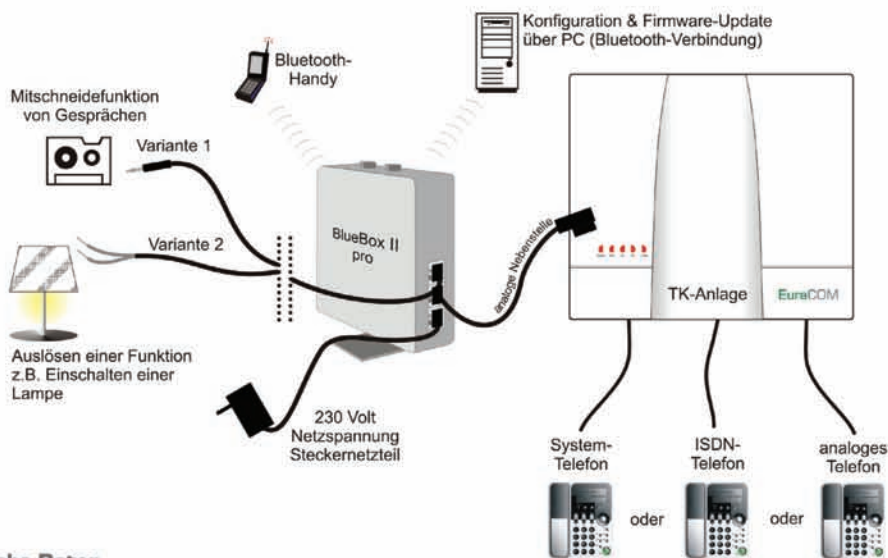 Konfiguration & Firmware-Update
über PC (Bluetooth-Verbindung)
Bluetooth-
Handy
Mitschneidefunktion
von Gesprächen
Variante 1
Variante 2
BlueBox II
pro
analoge Nebenstelle
TK-Anlage
EuraCOM
Auslösen einer Funktion
z.B. Einschalten einer
Lampe
230 Volt
Netzspannung
Steckernetzteil
System-
Telefon
oder
ISDN-
Telefon
oder
analoges
Telefon